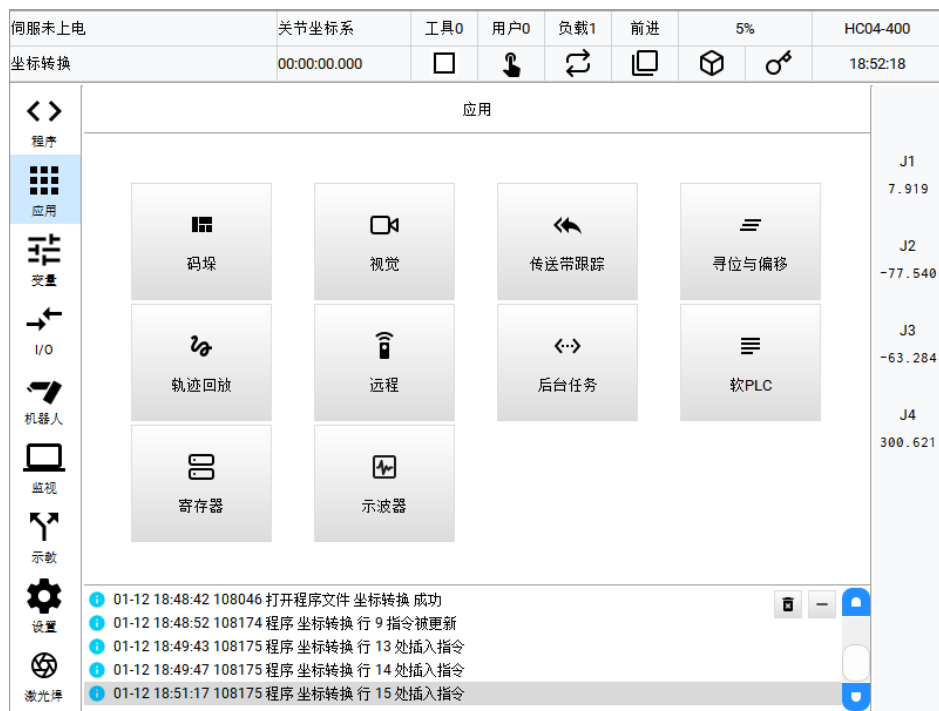 伺服未上电 关节坐标系 工具0 用户0 负载1 前进 5% HC04-400
坐标转换 00:00:00.000 18:52:18
程序
应用
变量
I/O
机器人
监视
示教
设置
激光焊
应用
码垛 视觉 传送带跟踪 寻位与偏移
轨迹回放 远程 后台任务 软PLC
寄存器 示波器
01-12 18:48:42 108046 打开程序文件 坐标转换 成功
01-12 18:48:52 108174 程序 坐标转换 行 9 指令被更新
01-12 18:49:43 108175 程序 坐标转换 行 13 处插入指令
01-12 18:49:47 108175 程序 坐标转换 行 14 处插入指令
01-12 18:51:17 108175 程序 坐标转换 行 15 处插入指令
J1
7.919
J2
-77.540
J3
-63.284
J4
300.621